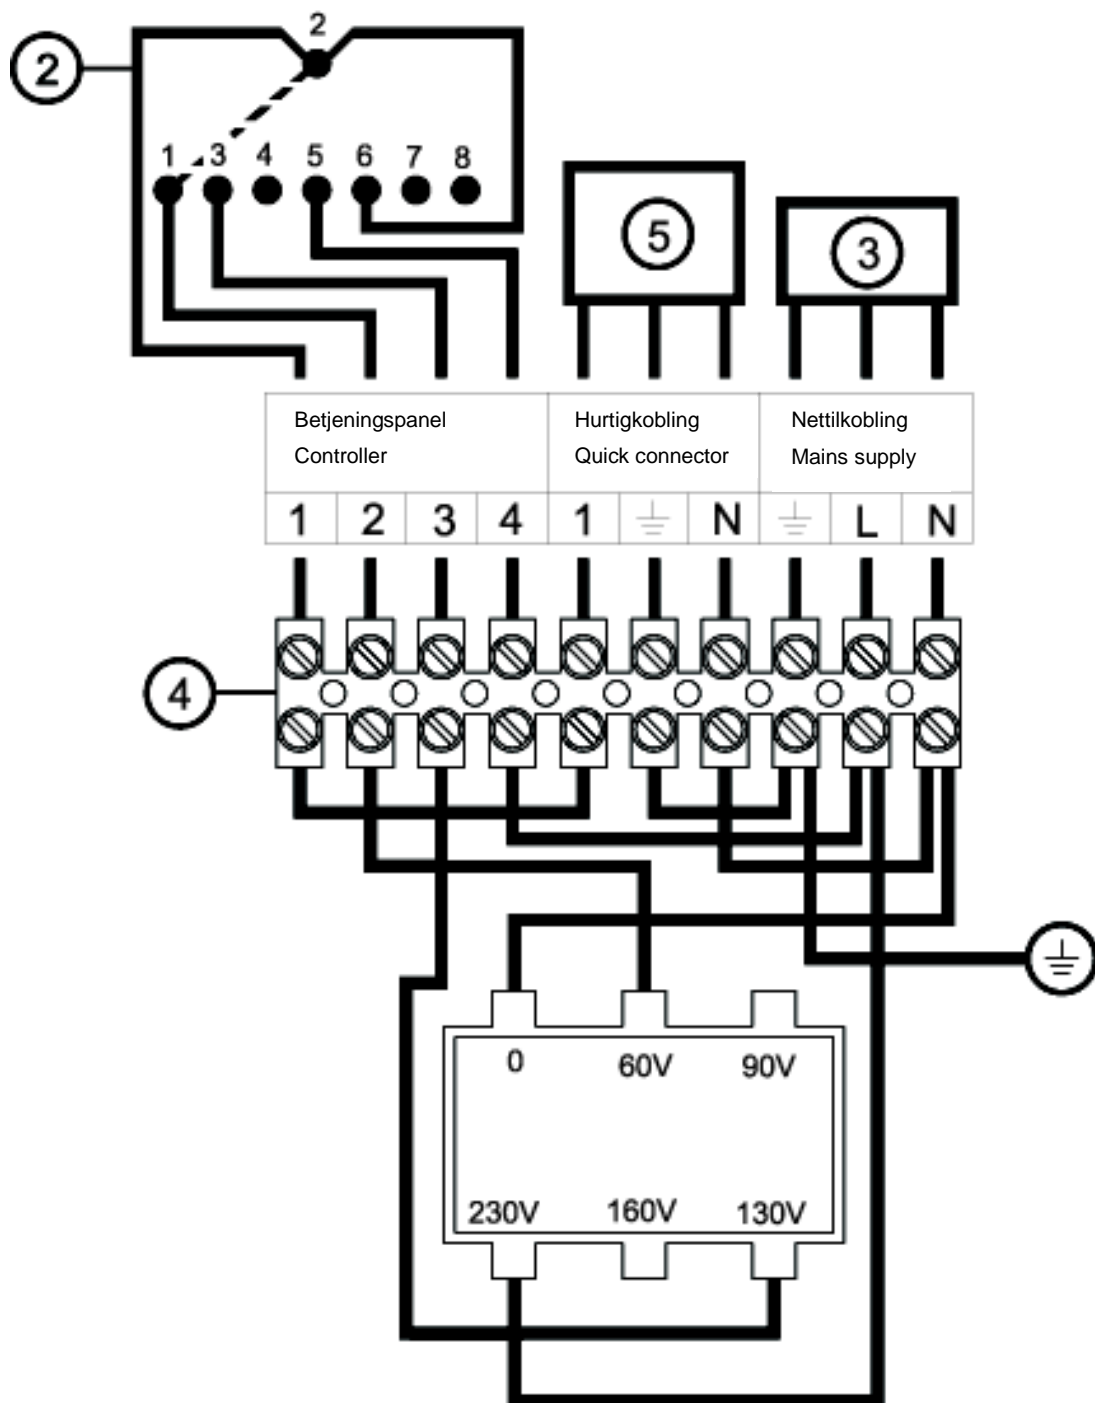 2
2
1 3 4 5 6 7 8
5
3
Betjeningspanel
Controller
Hurtigkobling
Quick connector
Nettilkobling
Mains supply
1 2 3 4 1 ⏚ N ⏚ L N
4
⏚
0 60V 90V
230V 160V 130V